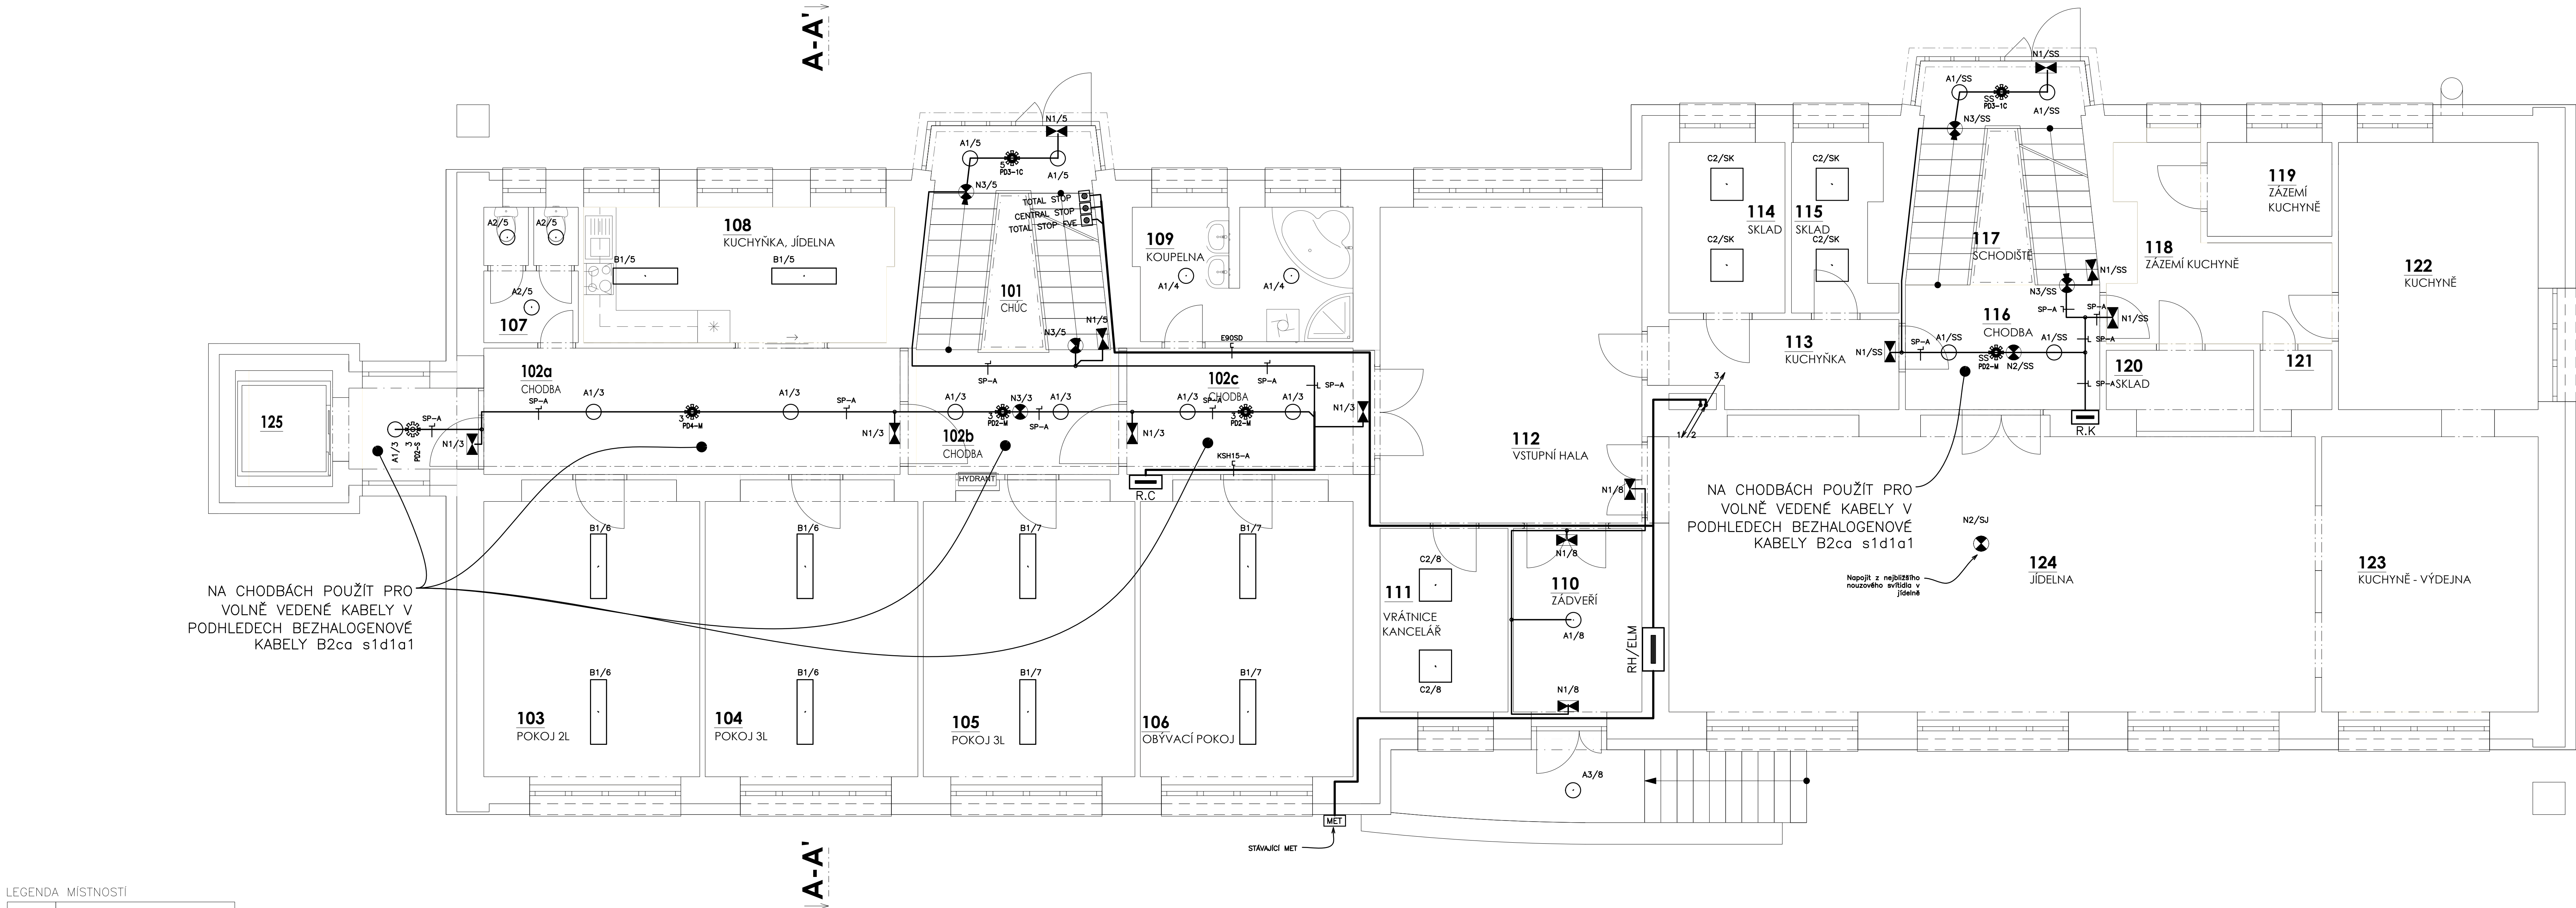 A-A'
N1/SS
A1/SS
SS
PD3-1C
A1/SS
N3/SS
N1/5
A1/5
5
PD3-1C
A1/5
N3/5
TOTAL STOP
CENTRAL STOP
TOTAL STOP FVE
A2/5
A2/5
A2/5
107
108
KUCHYŇKA, JÍDELNA
B1/5
B1/5
101
CHÚC
N3/5
N1/5
109
KOUPELNA
A1/4
A1/4
E90SD
C2/SK
C2/SK
114
SKLAD
115
SKLAD
C2/SK
C2/SK
117
SCHODIŠTĚ
118
ZÁZEMÍ KUCHYNĚ
119
ZÁZEMÍ
KUCHYNĚ
122
KUCHYNĚ
N1/SS
N3/SS
SP-A
SP-A
N1/SS
116
CHODBA
A1/SS
A1/SS
SP-A
SS
PD2-M
N2/SS
N1/SS
SP-A
SP-A
113
KUCHYŇKA
120
SKLAD
121
R.K
125
102a
CHODBA
SP-A
A1/3
3
PD4-M
A1/3
SP-A
SP-A
SP-A
A1/3
3
PD2-S
N1/3
N1/3
A1/3
3
PD2-M
N3/3
SP-A
A1/3
102b
CHODBA
N1/3
102c
CHODBA
A1/3
SP-A
3
PD2-M
A1/3
SP-A
SP-A
N1/3
KSH15-A
R.C
HYDRANT
112
VSTUPNÍ HALA
3
1
2
N1/8
NA CHODBÁCH POUŽÍT PRO
VOLNĚ VEDENÉ KABELY V
PODHLEDECH BEZHALOGENOVÉ
KABELY B2ca s1d1a1
N2/SJ
Napojit z nejbližšího
nouzového svítidla v
jídelně
124
JÍDELNA
123
KUCHYNĚ - VÝDEJNA
NA CHODBÁCH POUŽÍT PRO
VOLNĚ VEDENÉ KABELY V
PODHLEDECH BEZHALOGENOVÉ
KABELY B2ca s1d1a1
B1/6
B1/6
B1/7
B1/7
B1/6
B1/6
B1/7
B1/7
103
POKOJ 2L
104
POKOJ 3L
105
POKOJ 3L
106
OBÝVACÍ POKOJ
C2/8
111
VRÁTNICE
KANCELÁŘ
C2/8
N1/8
110
ZÁDVEŘÍ
A1/8
N1/8
RH/ELM
A3/8
MET
STÁVAJÍCÍ MET
A-A'
LEGENDA MÍSTNOSTÍ